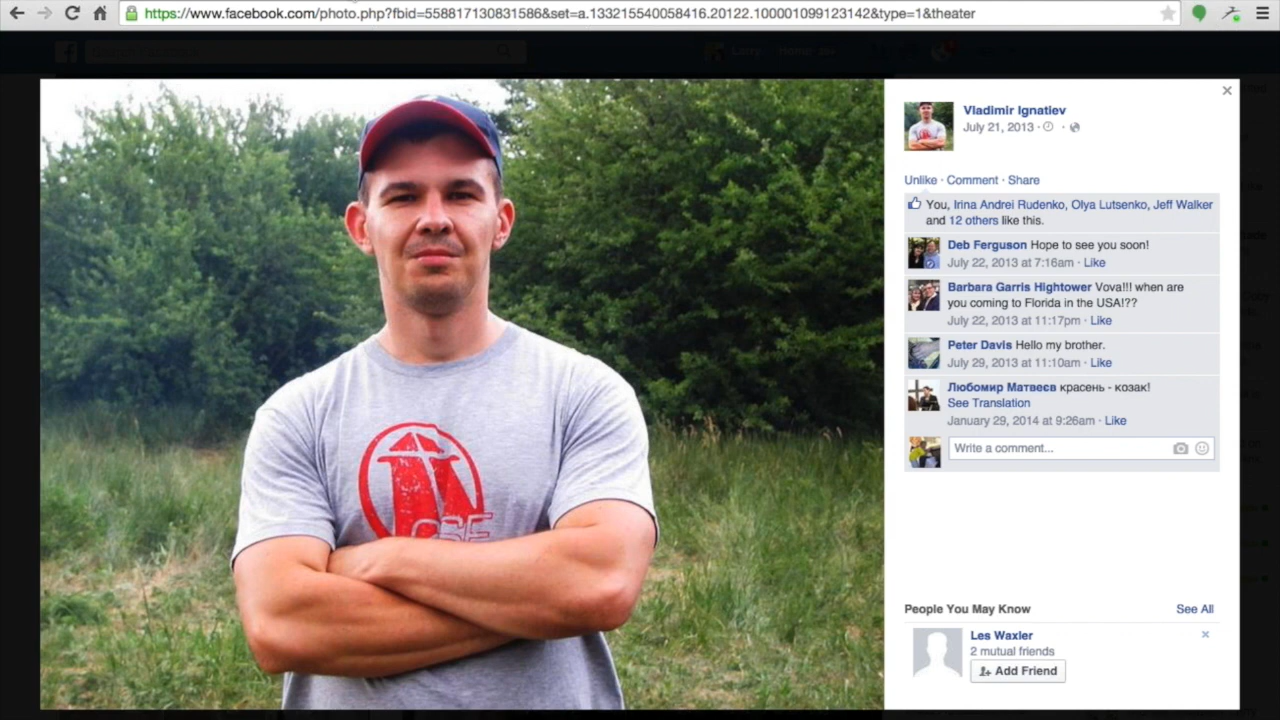 https://www.facebook.com/photo.php?fbid=558817130831586&set=a.133215540058416.20122.100001099123142&type=1&theater
Vladimir Ignatiev
July 21, 2013 ·
Unlike · Comment · Share
You, Irina Andrei Rudenko, Olya Lutsenko, Jeff Walker
and 12 others like this.
Deb Ferguson Hope to see you soon!
July 22, 2013 at 7:16am · Like
Barbara Garris Hightower Vova!!! when are
you coming to Florida in the USA!??
July 22, 2013 at 11:17pm · Like
Peter Davis Hello my brother.
July 29, 2013 at 11:10am · Like
Любомир Матвєєв красень - козак!
See Translation
January 29, 2014 at 9:26am · Like
Write a comment...
People You May Know
See All
Les Waxler
2 mutual friends
Add Friend